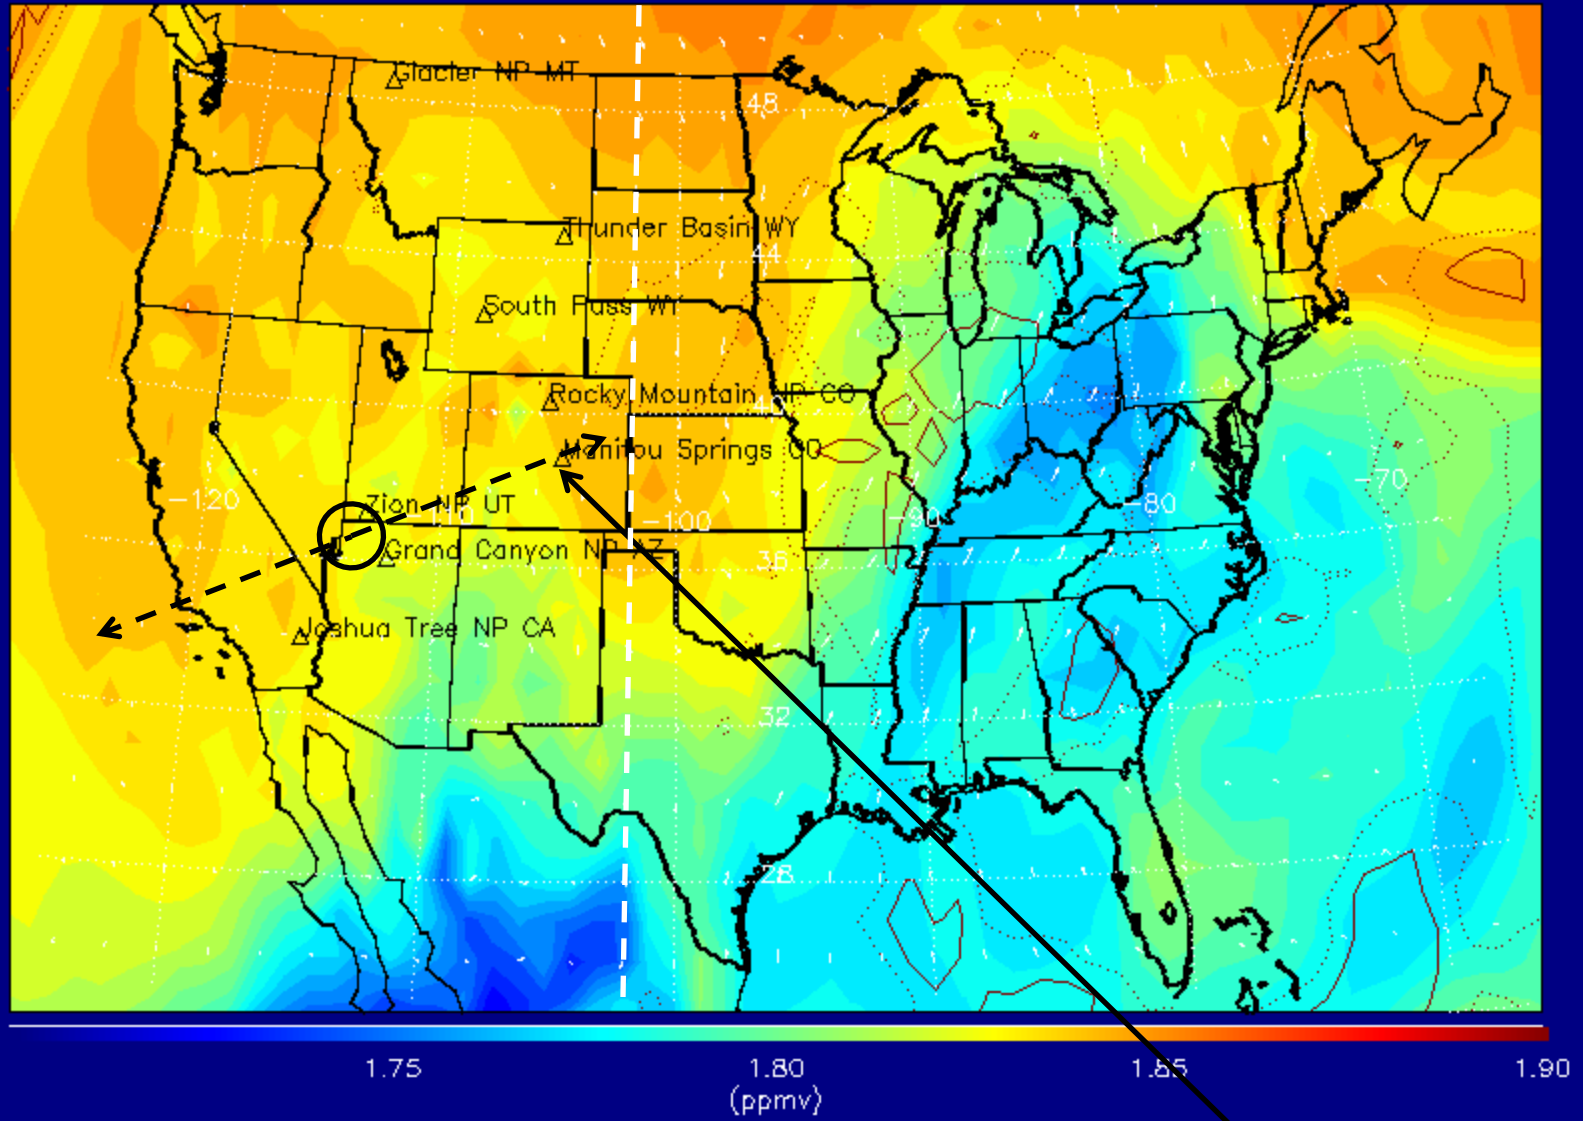 Glacier NP MT
48
Thunder Basin WY
44
South Pass WY
Rocky Mountain NP CO
40
Manitou Springs CO
-120
Zion NP UT
-110
-100
-90
-80
-70
Grand Canyon NP AZ
36
Joshua Tree NP CA
32
28
1.75
1.80
1.85
1.90
(ppmv)